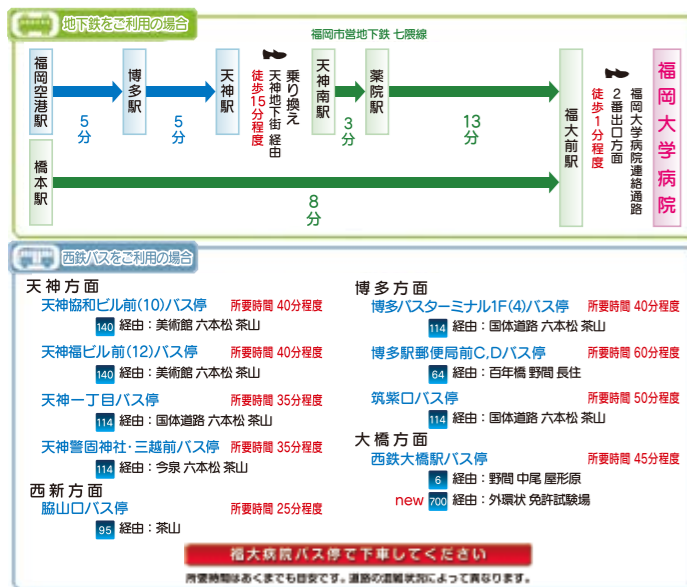 地下鉄をご利用の場合
福岡市営地下鉄 七隈線
福岡空港駅
5分
博多駅
5分
天神駅
乗り換え
天神地下街 経由
徒歩15分程度
天神南駅
3分
薬院駅
13分
福大前駅
福岡大学病院連絡通路
2番出口方面
徒歩1分程度
福岡大学病院
橋本駅
8分
西鉄バスをご利用の場合
天神方面
天神協和ビル前(10)バス停 所要時間 40分程度
140 経由:美術館 六本松 茶山
天神福ビル前(12)バス停 所要時間 40分程度
140 経由:美術館 六本松 茶山
天神一丁目バス停 所要時間 35分程度
114 経由:国体道路 六本松 茶山
天神警固神社・三越前バス停 所要時間 35分程度
114 経由:今泉 六本松 茶山
西新方面
脇山口バス停 所要時間 25分程度
95 経由:茶山
博多方面
博多バスターミナル1F(4)バス停 所要時間 40分程度
114 経由:国体道路 六本松 茶山
博多駅郵便局前C,Dバス停 所要時間 60分程度
64 経由:百年橋 野間 長住
筑紫口バス停 所要時間 50分程度
114 経由:国体道路 六本松 茶山
大橋方面
西鉄大橋駅バス停 所要時間 45分程度
6 経由:野間 中尾 屋形原
new 700 経由:外環状 免許試験場
福大病院バス停で下車してください
所要時間はあくまでも目安です。道路の混雑状況によって異なります。